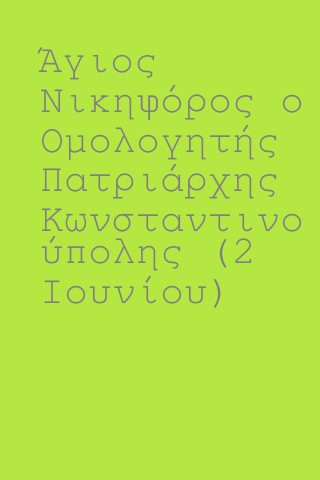 Άγιος
Νικηφόρος ο
Ομολογητής
Πατριάρχης
Κωνσταντινο
ύπολης (2
Ιουνίου)